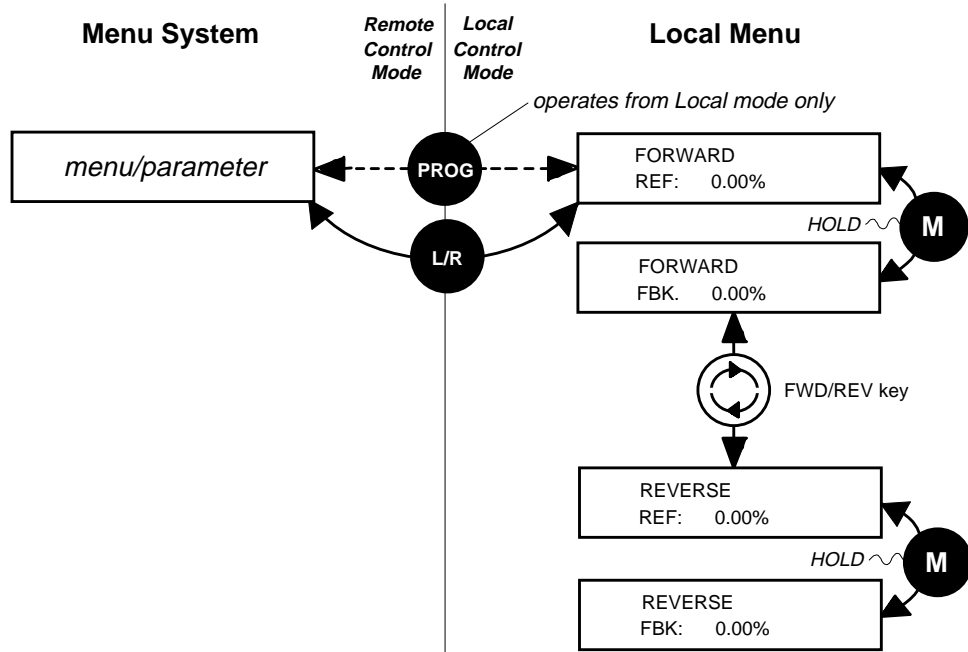 Menu System
Remote
Control
Mode
Local
Control
Mode
Local Menu
operates from Local mode only
menu/parameter
PROG
FORWARD
REF: 0.00%
HOLD
M
L/R
FORWARD
FBK. 0.00%
FWD/REV key
REVERSE
REF: 0.00%
HOLD
M
REVERSE
FBK: 0.00%